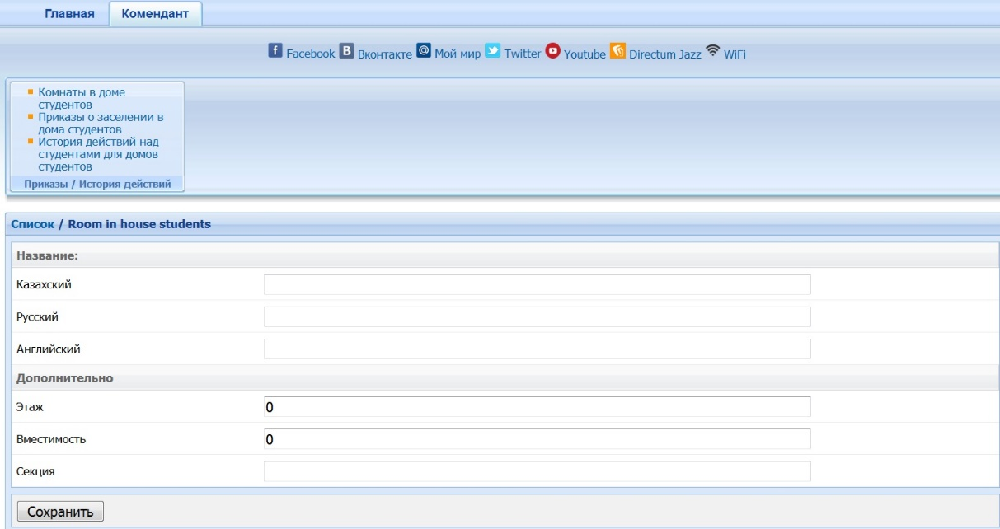 Главная Комендант
Facebook B Вконтакте @ Мой мир Twitter Youtube Directum Jazz WiFi
Комнаты в доме
студентов
Приказы о заселении в
дома студентов
История действий над
студентами для домов
студентов
Приказы / История действий
Список / Room in house students
Название:
Казахский
Русский
Английский
Дополнительно
Этаж 0
Вместимость 0
Секция
Сохранить